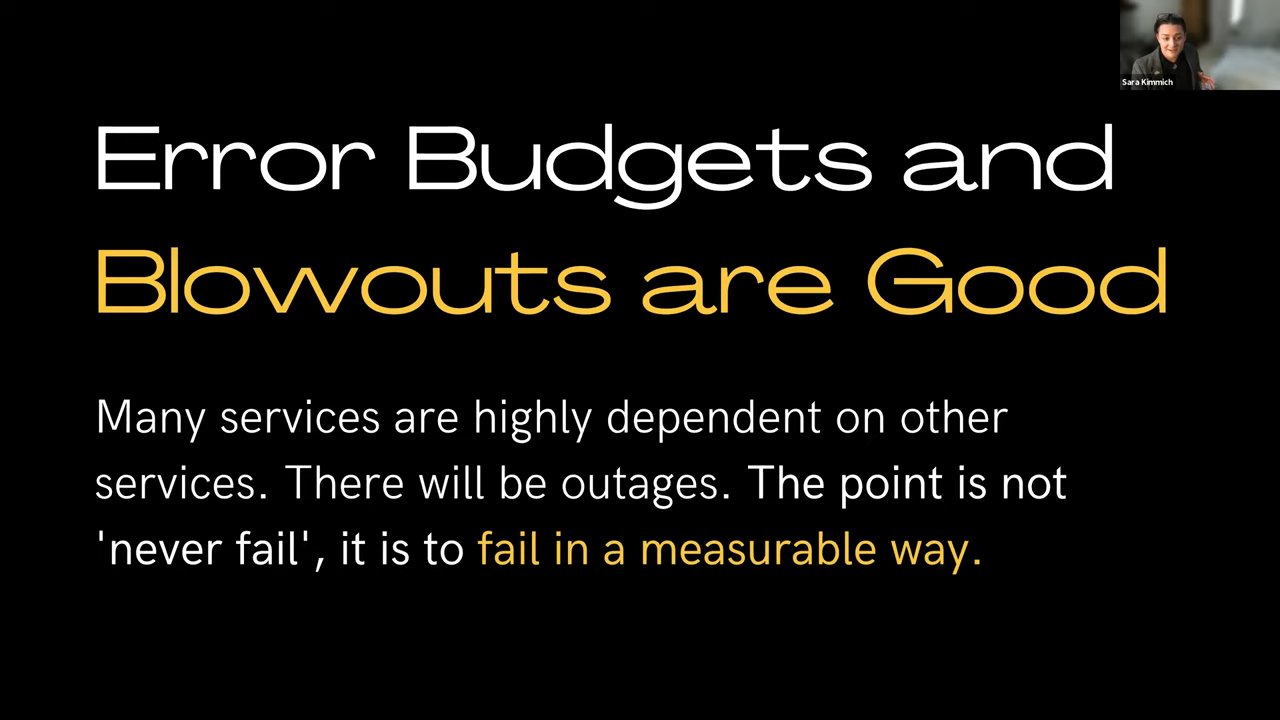 Sara Kimmich
Error Budgets and
Blowouts are Good
Many services are highly dependent on other
services. There will be outages. The point is not
'never fail', it is to fail in a measurable way.